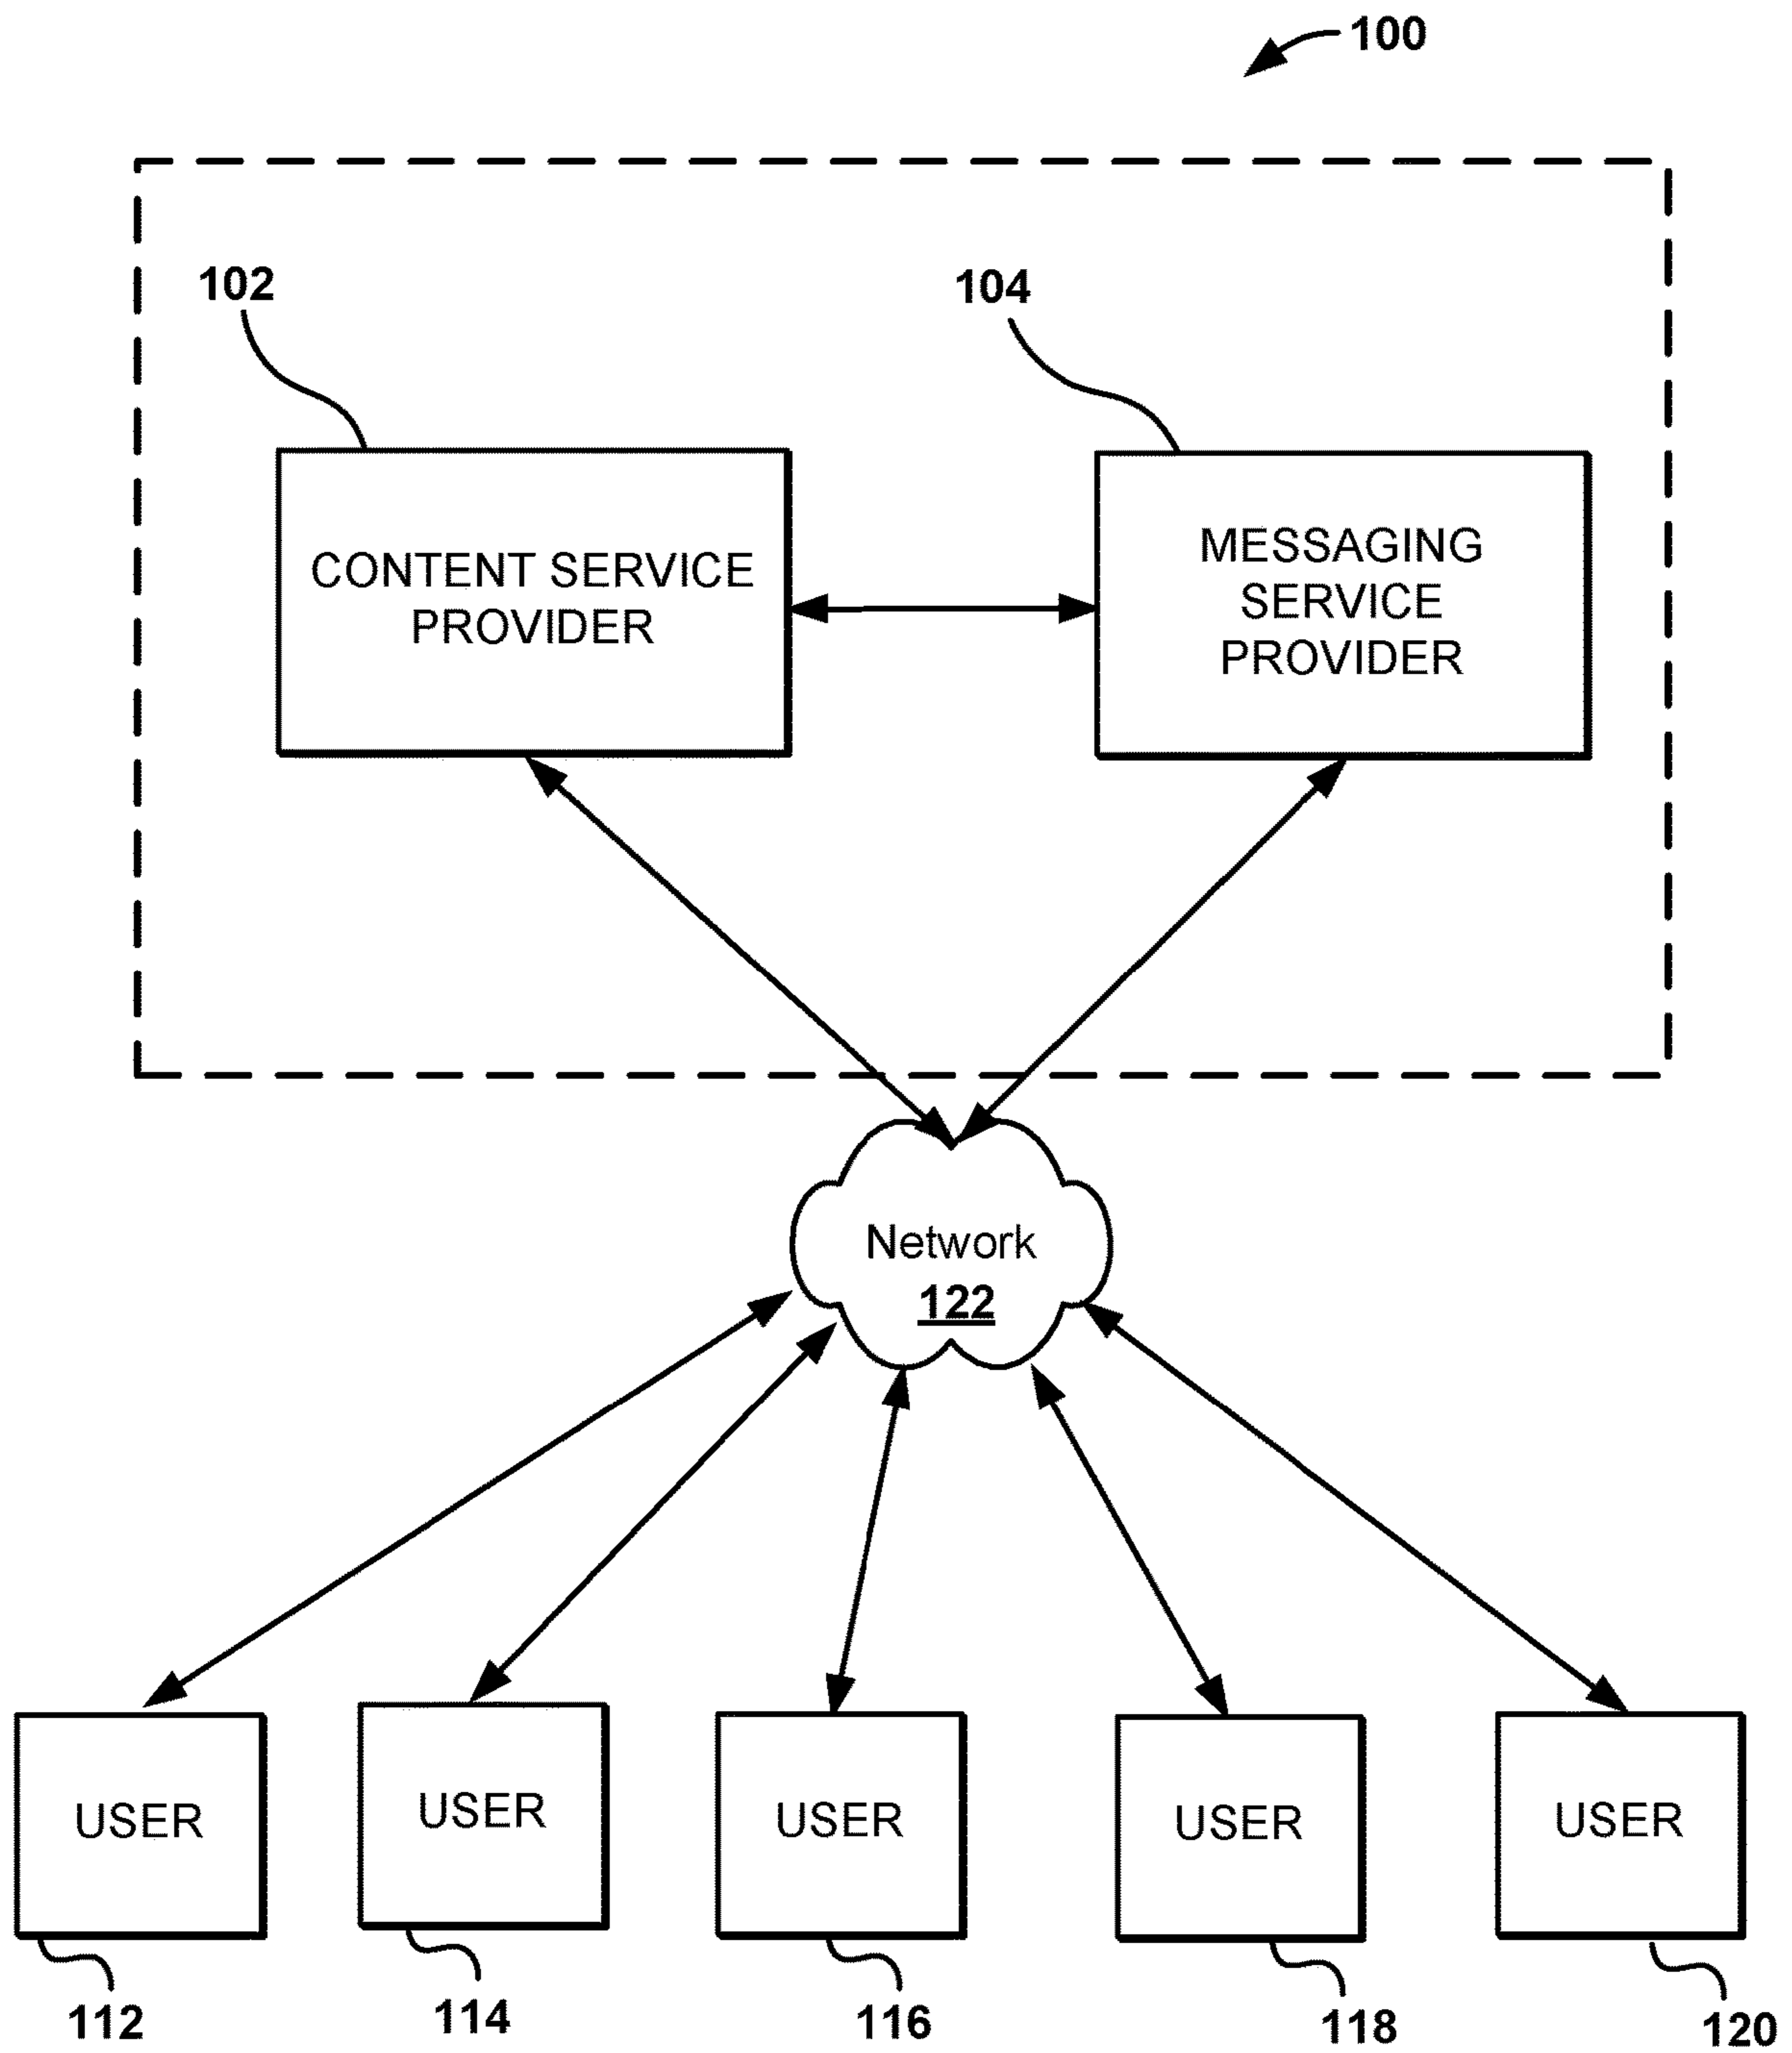 100
102
104
CONTENT SERVICE
PROVIDER
MESSAGING
SERVICE
PROVIDER
Network
122
USER
USER
USER
USER
USER
112
114
116
118
120